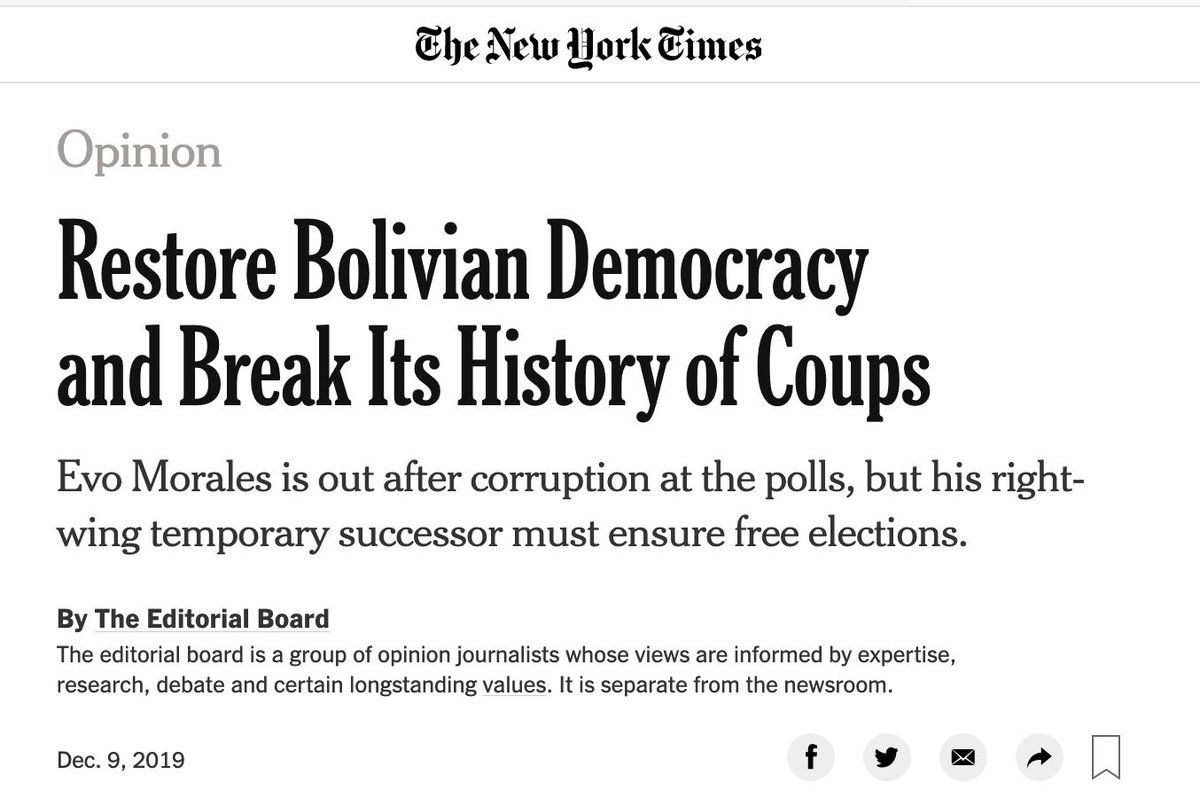 The New York Times
Opinion
Restore Bolivian Democracy
and Break Its History of Coups
Evo Morales is out after corruption at the polls, but his right-
wing temporary successor must ensure free elections.
By The Editorial Board
The editorial board is a group of opinion journalists whose views are informed by expertise,
research, debate and certain longstanding values. It is separate from the newsroom.
Dec. 9, 2019